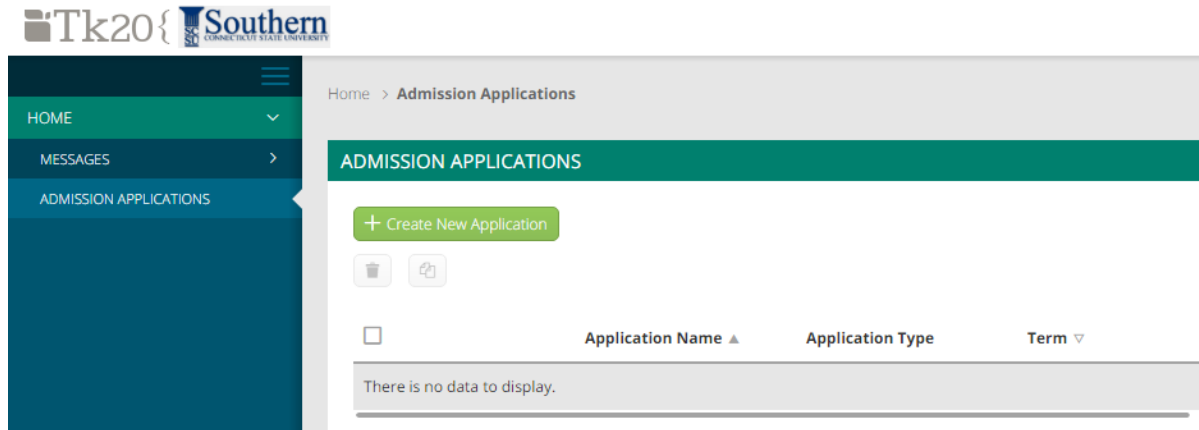 Tk20{ Southern
CONNECTICUT STATE UNIVERSITY
Home > Admission Applications
HOME
MESSAGES
ADMISSION APPLICATIONS
ADMISSION APPLICATIONS
+ Create New Application
Application Name ▲ Application Type Term ▽
There is no data to display.